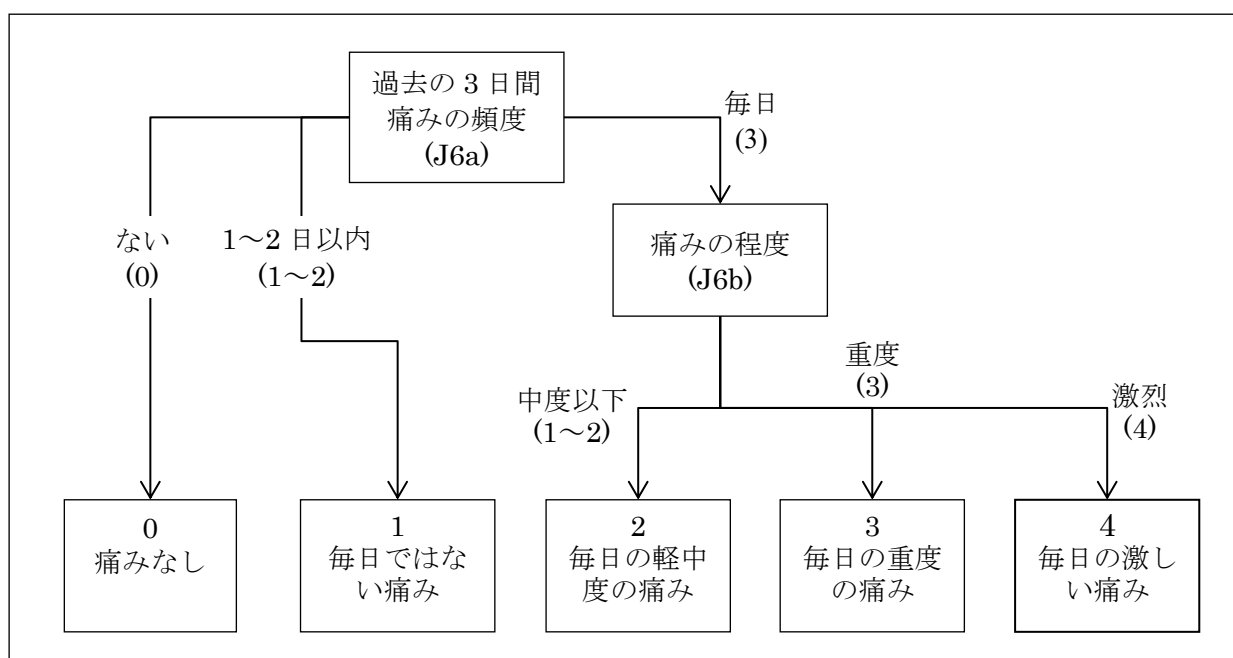 過去の 3 日間
痛みの頻度
(J6a)
毎日
(3)
ない
(0)
1～2 日以内
(1～2)
痛みの程度
(J6b)
中度以下
(1～2)
重度
(3)
激烈
(4)
0
痛みなし
1
毎日ではな
い痛み
2
毎日の軽中
度の痛み
3
毎日の重度
の痛み
4
毎日の激し
い痛み